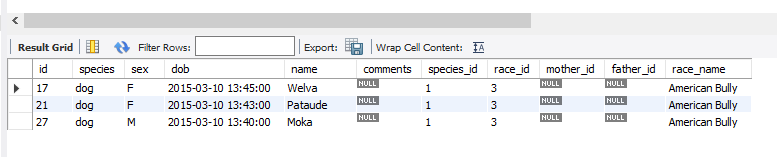 Result Grid Filter Rows: Export: Wrap Cell Content: IA
id species sex dob name comments species_id race_id mother_id father_id race_name
17 dog F 2015-03-10 13:45:00 Welva NULL 1 3 NULL NULL American Bully
21 dog F 2015-03-10 13:43:00 Pataude NULL 1 3 NULL NULL American Bully
27 dog M 2015-03-10 13:40:00 Moka NULL 1 3 NULL NULL American Bully